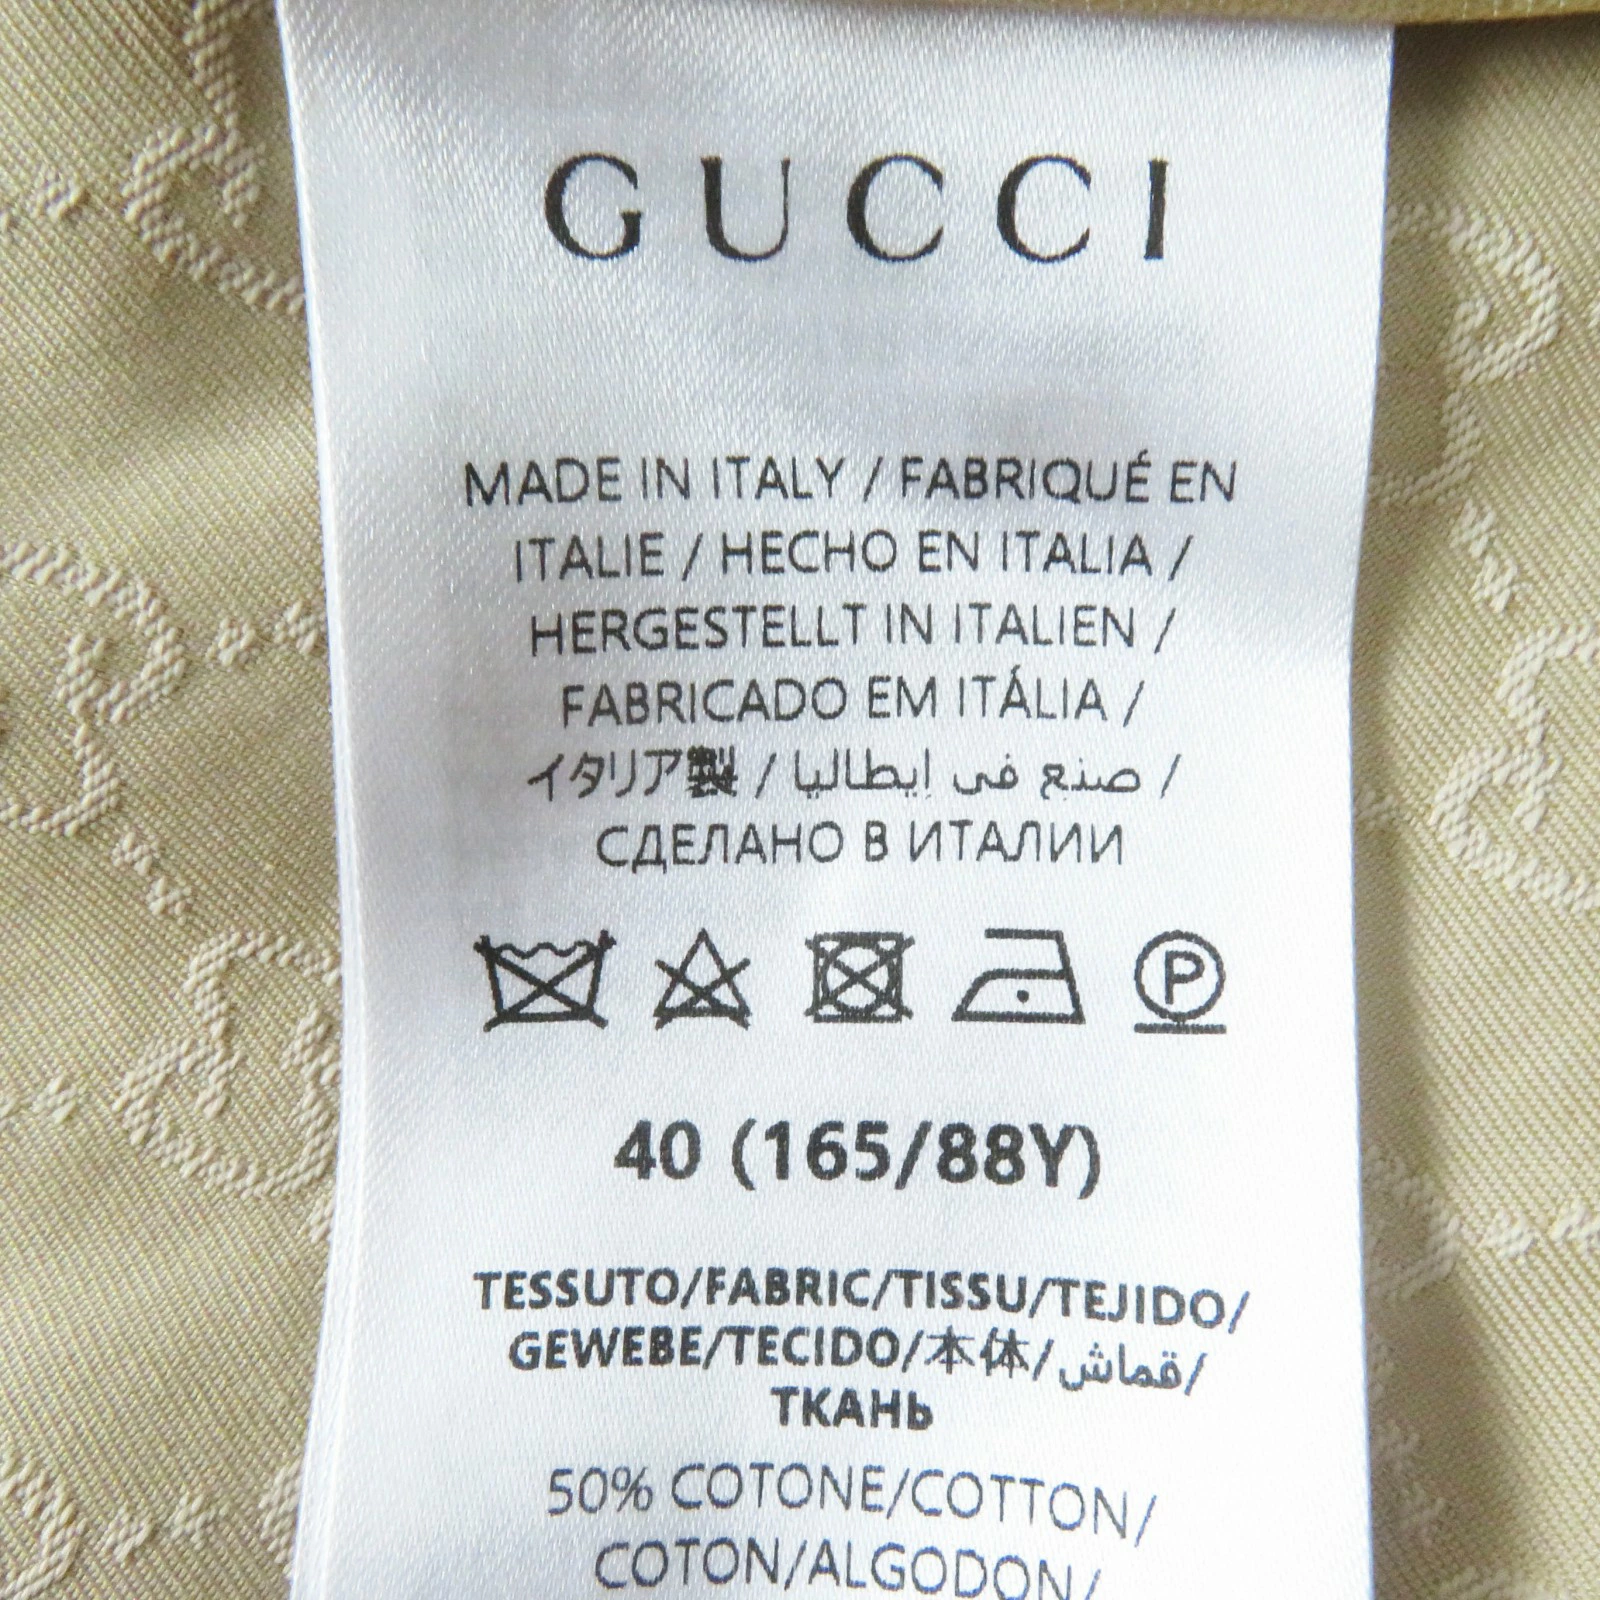 GUCCI
MADE IN ITALY / FABRIQUÉ EN
ITALIE / HECHO EN ITALIA /
HERGESTELLT IN ITALIEN /
FABRICADO EM ITÁLIA /
イタリア製 / صنع في إيطاليا /
СДЕЛАНО В ИТАЛИИ
P
40 (165/88Y)
TESSUTO/FABRIC/TISSU/TEJIDO/
GEWEBE/TECIDO/本体/قماش/
ТКАНЬ
50% COTONE/COTTON/
COTON/ALGODON/